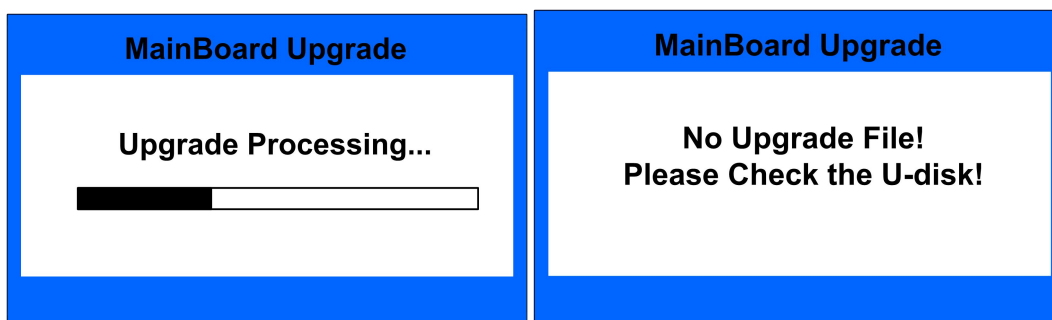 MainBoard Upgrade
Upgrade Processing...
MainBoard Upgrade
No Upgrade File!
Please Check the U-disk!